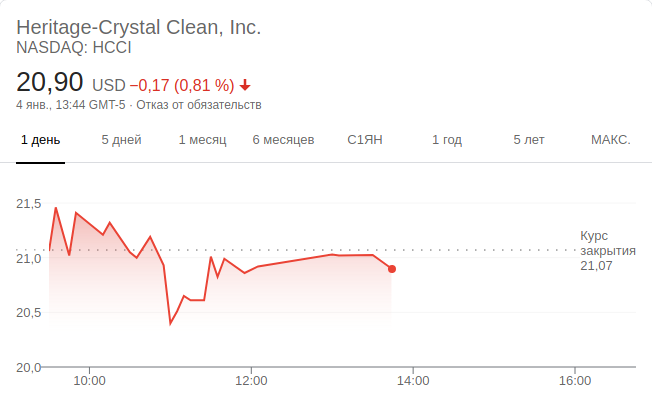 Heritage-Crystal Clean, Inc.
NASDAQ: HCCI
20,90 USD −0,17 (0,81 %)
4 янв., 13:44 GMT-5 · Отказ от обязательств
1 день 5 дней 1 месяц 6 месяцев С1ЯН 1 год 5 лет МАКС.
21,5
Курс
закрытия
21,07
21,0
20,5
20,0
10:00 12:00 14:00 16:00